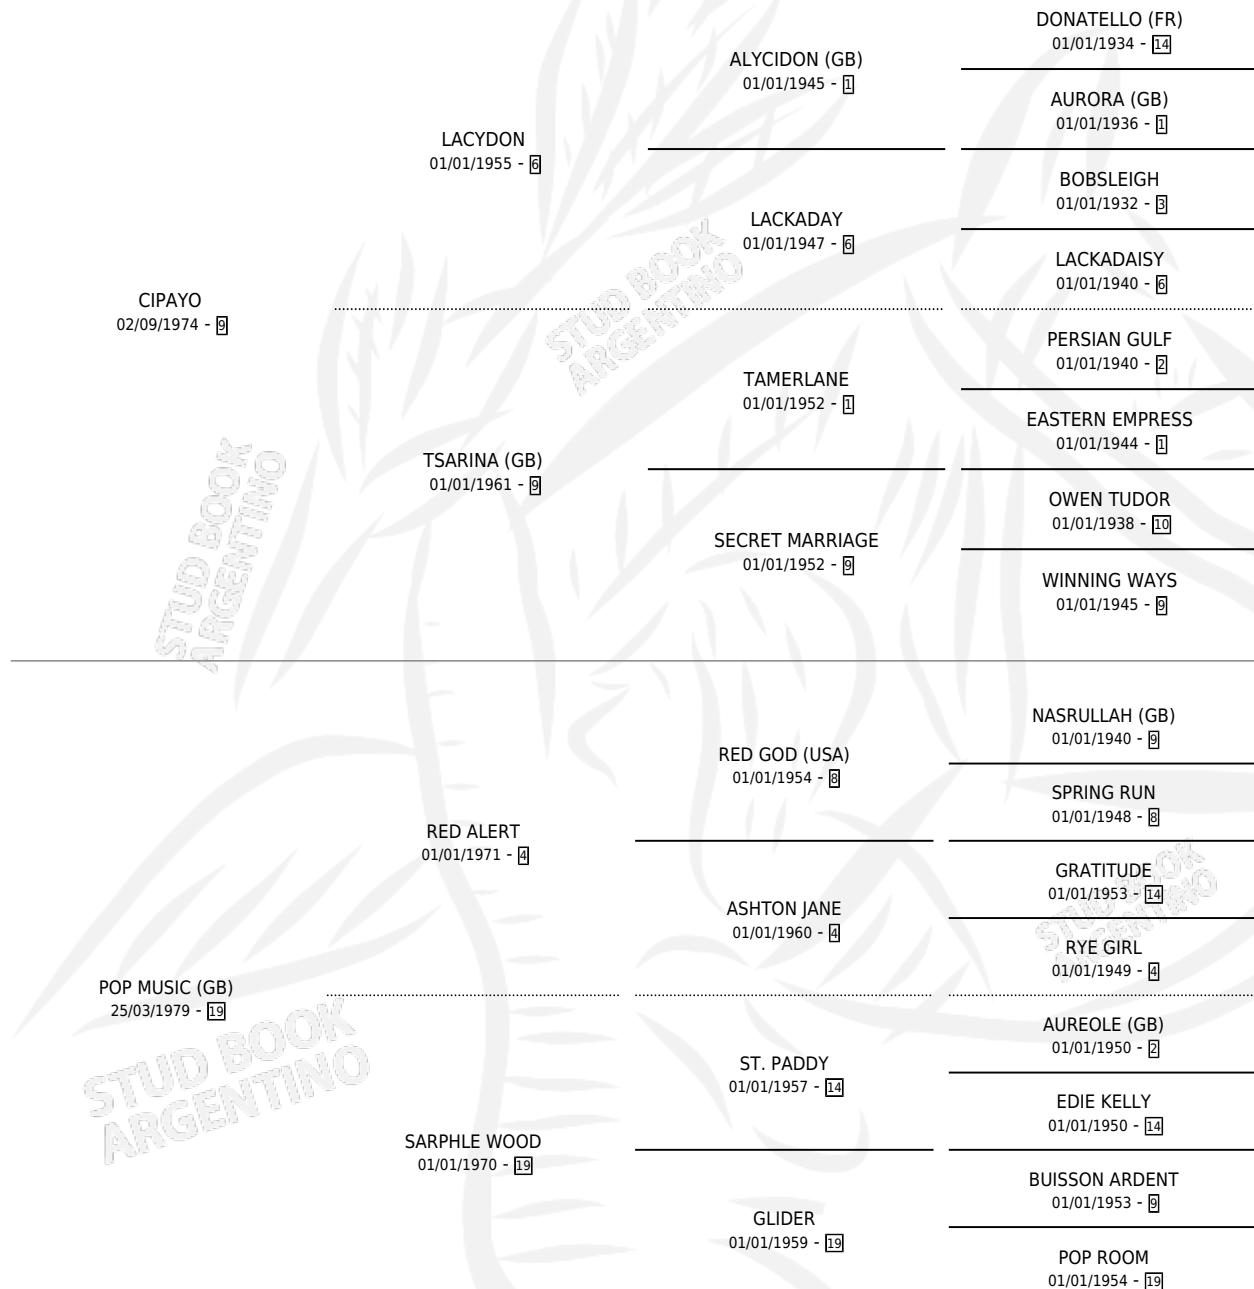 DONATELLO (FR)
01/01/1934 - 14
ALYCIDON (GB)
01/01/1945 - 1
AURORA (GB)
01/01/1936 - 1
LACYDON
01/01/1955 - 6
BOBSLEIGH
01/01/1932 - 3
LACKADAY
01/01/1947 - 6
LACKADAISY
01/01/1940 - 6
CIPAYO
02/09/1974 - 9
PERSIAN GULF
01/01/1940 - 2
TAMERLANE
01/01/1952 - 1
EASTERN EMPRESS
01/01/1944 - 1
TSARINA (GB)
01/01/1961 - 9
OWEN TUDOR
01/01/1938 - 10
SECRET MARRIAGE
01/01/1952 - 9
WINNING WAYS
01/01/1945 - 9
NASRULLAH (GB)
01/01/1940 - 9
RED GOD (USA)
01/01/1954 - 8
SPRING RUN
01/01/1948 - 8
RED ALERT
01/01/1971 - 4
GRATITUDE
01/01/1953 - 14
ASHTON JANE
01/01/1960 - 4
RYE GIRL
01/01/1949 - 4
POP MUSIC (GB)
25/03/1979 - 19
AUREOLE (GB)
01/01/1950 - 2
ST. PADDY
01/01/1957 - 14
EDIE KELLY
01/01/1950 - 14
SARPHLE WOOD
01/01/1970 - 19
BUISSON ARDENT
01/01/1953 - 9
GLIDER
01/01/1959 - 19
POP ROOM
01/01/1954 - 19
STUD BOOK
ARGENTINO
STUD BOOK
ARGENTINO
STUD BOOK
ARGENTINO
STUD BOOK
ARGENTINO